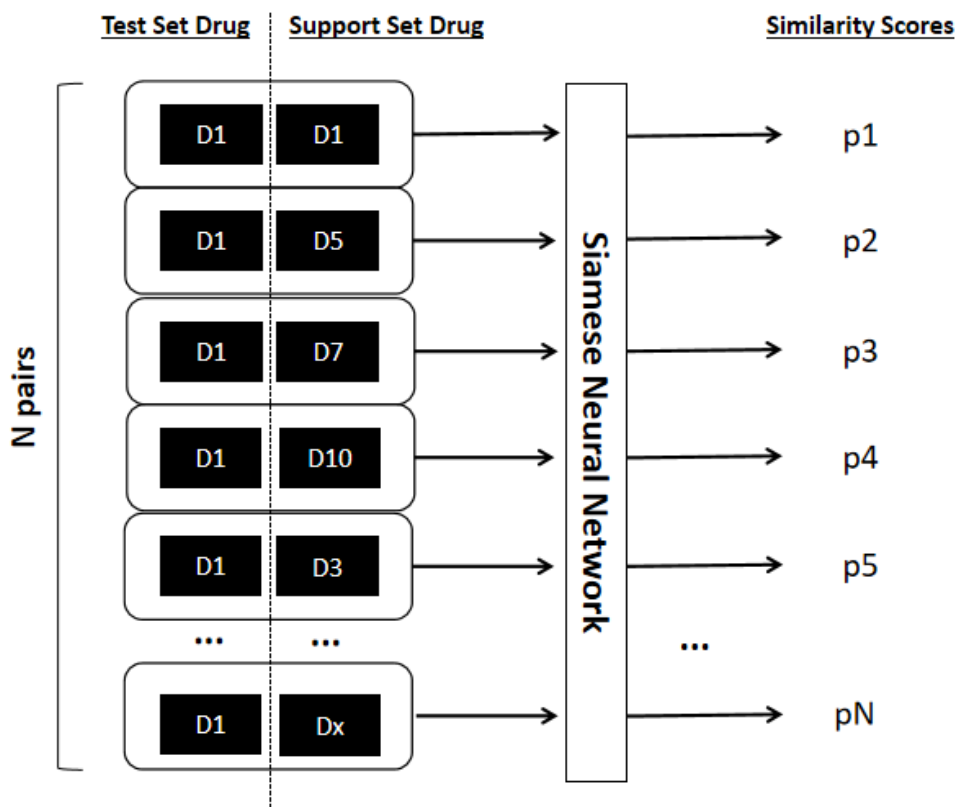 Test Set Drug Support Set Drug Similarity Scores
D1 D1 p1
D1 D5 p2
D1 D7 p3
D1 D10 p4
D1 D3 p5
... ... ...
D1 Dx pN
N pairs
Siamese Neural Network